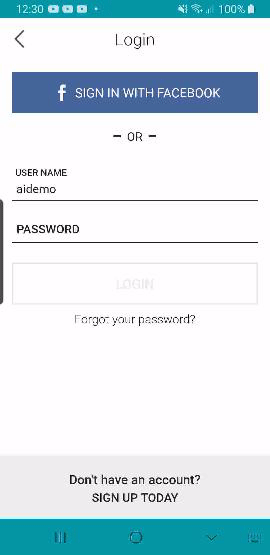 12:30 100%
Login
f SIGN IN WITH FACEBOOK
– OR –
USER NAME
aidemo
PASSWORD
LOGIN
Forgot your password?
Don't have an account?
SIGN UP TODAY